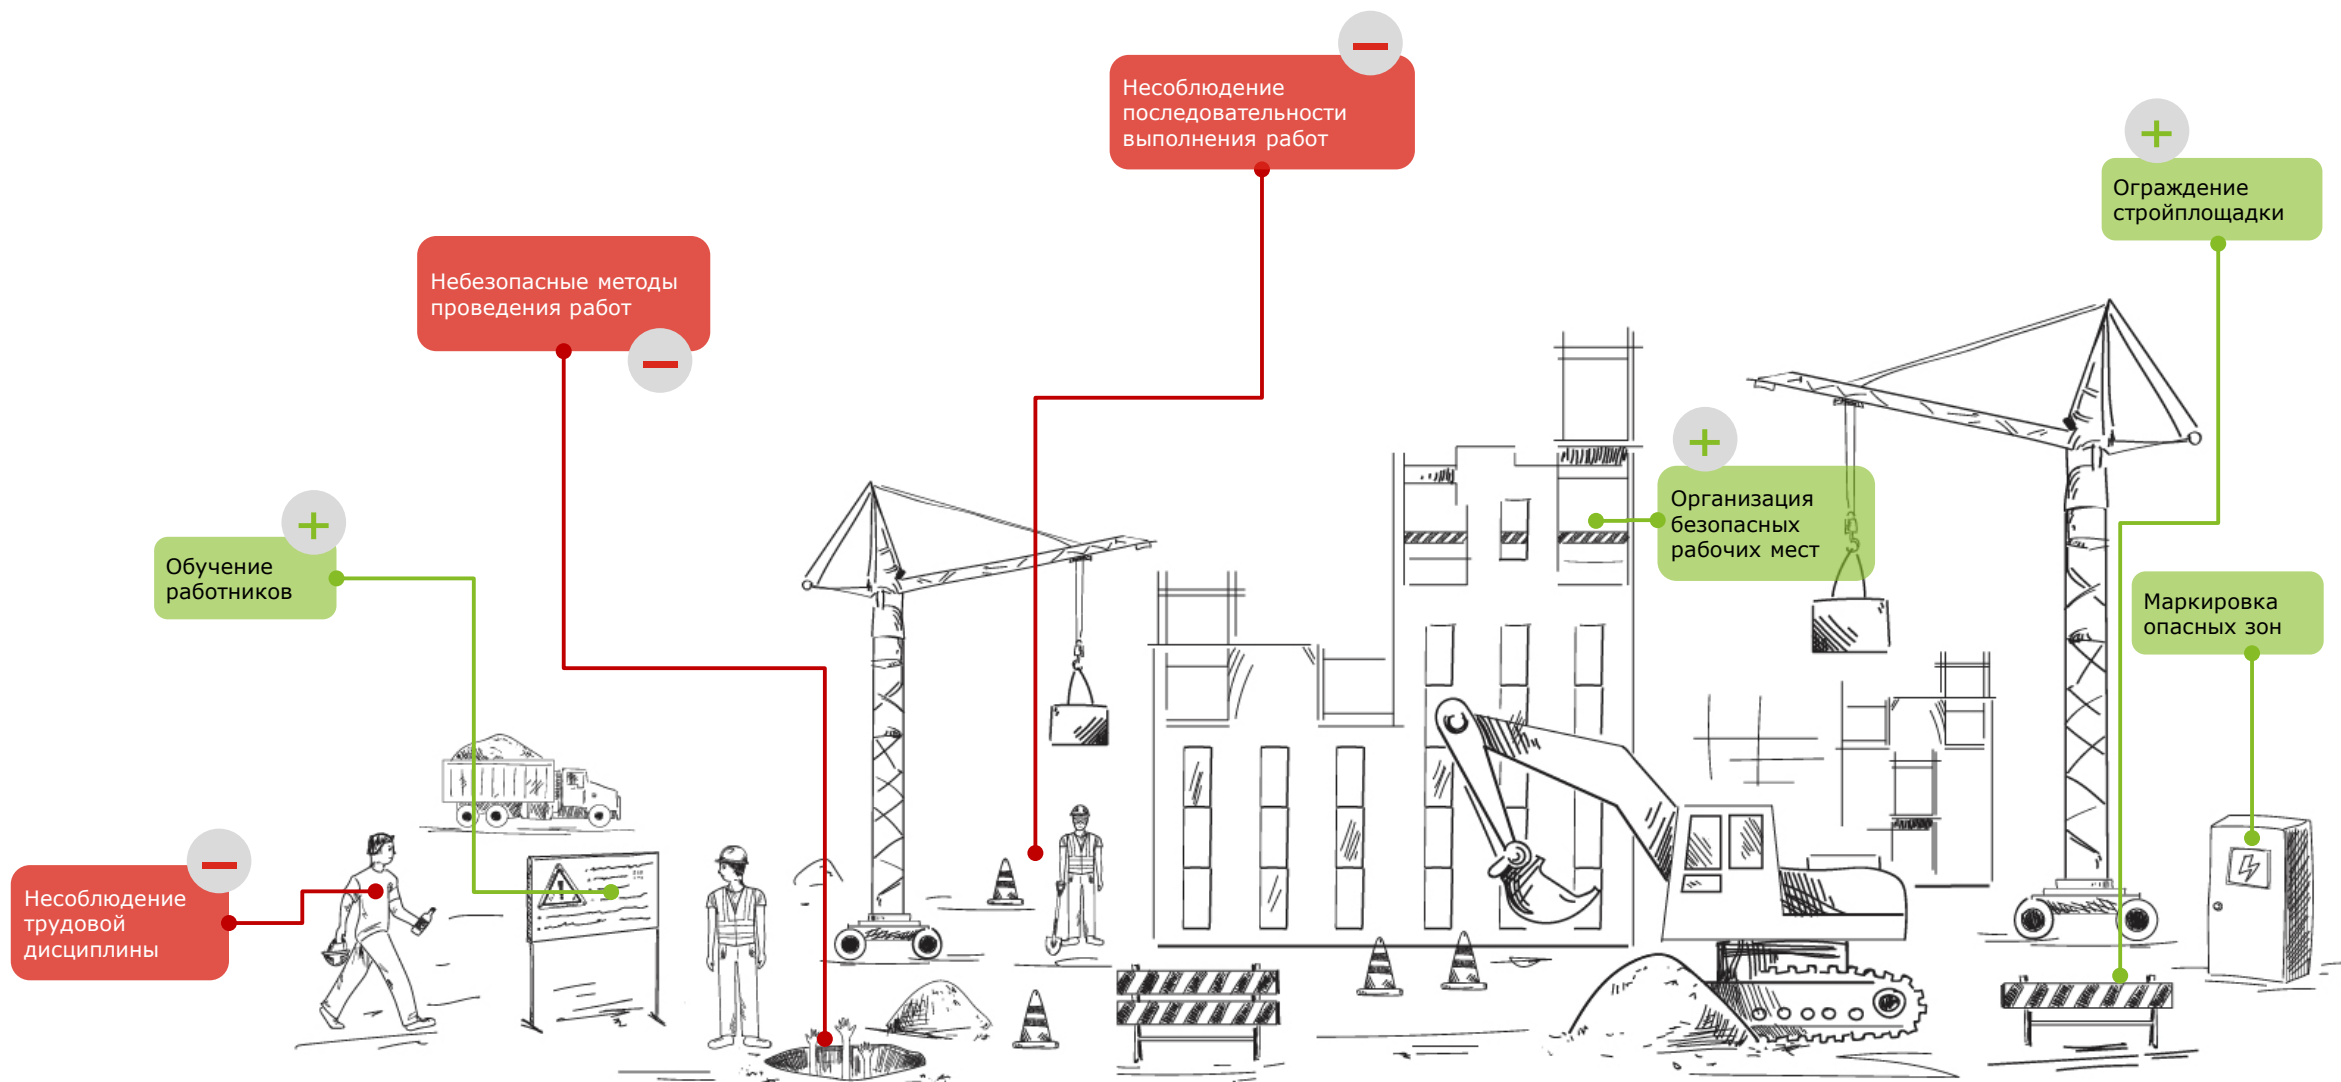 Несоблюдение
последовательности
выполнения работ
Ограждение
стройплощадки
Небезопасные методы
проведения работ
Организация
безопасных
рабочих мест
Обучение
работников
Маркировка
опасных зон
Несоблюдение
трудовой
дисциплины